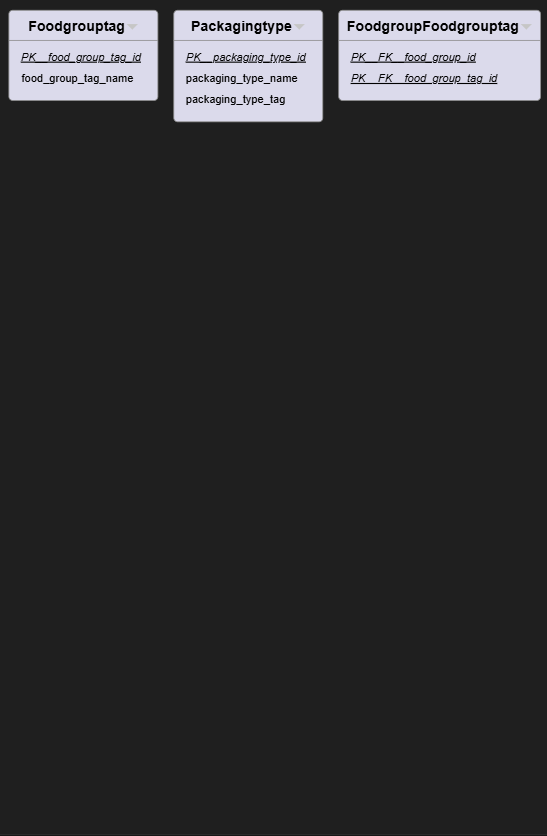 Foodgrouptag
PK__food_group_tag_id
food_group_tag_name
Packagingtype
PK__packaging_type_id
packaging_type_name
packaging_type_tag
FoodgroupFoodgrouptag
PK__FK__food_group_id
PK__FK__food_group_tag_id